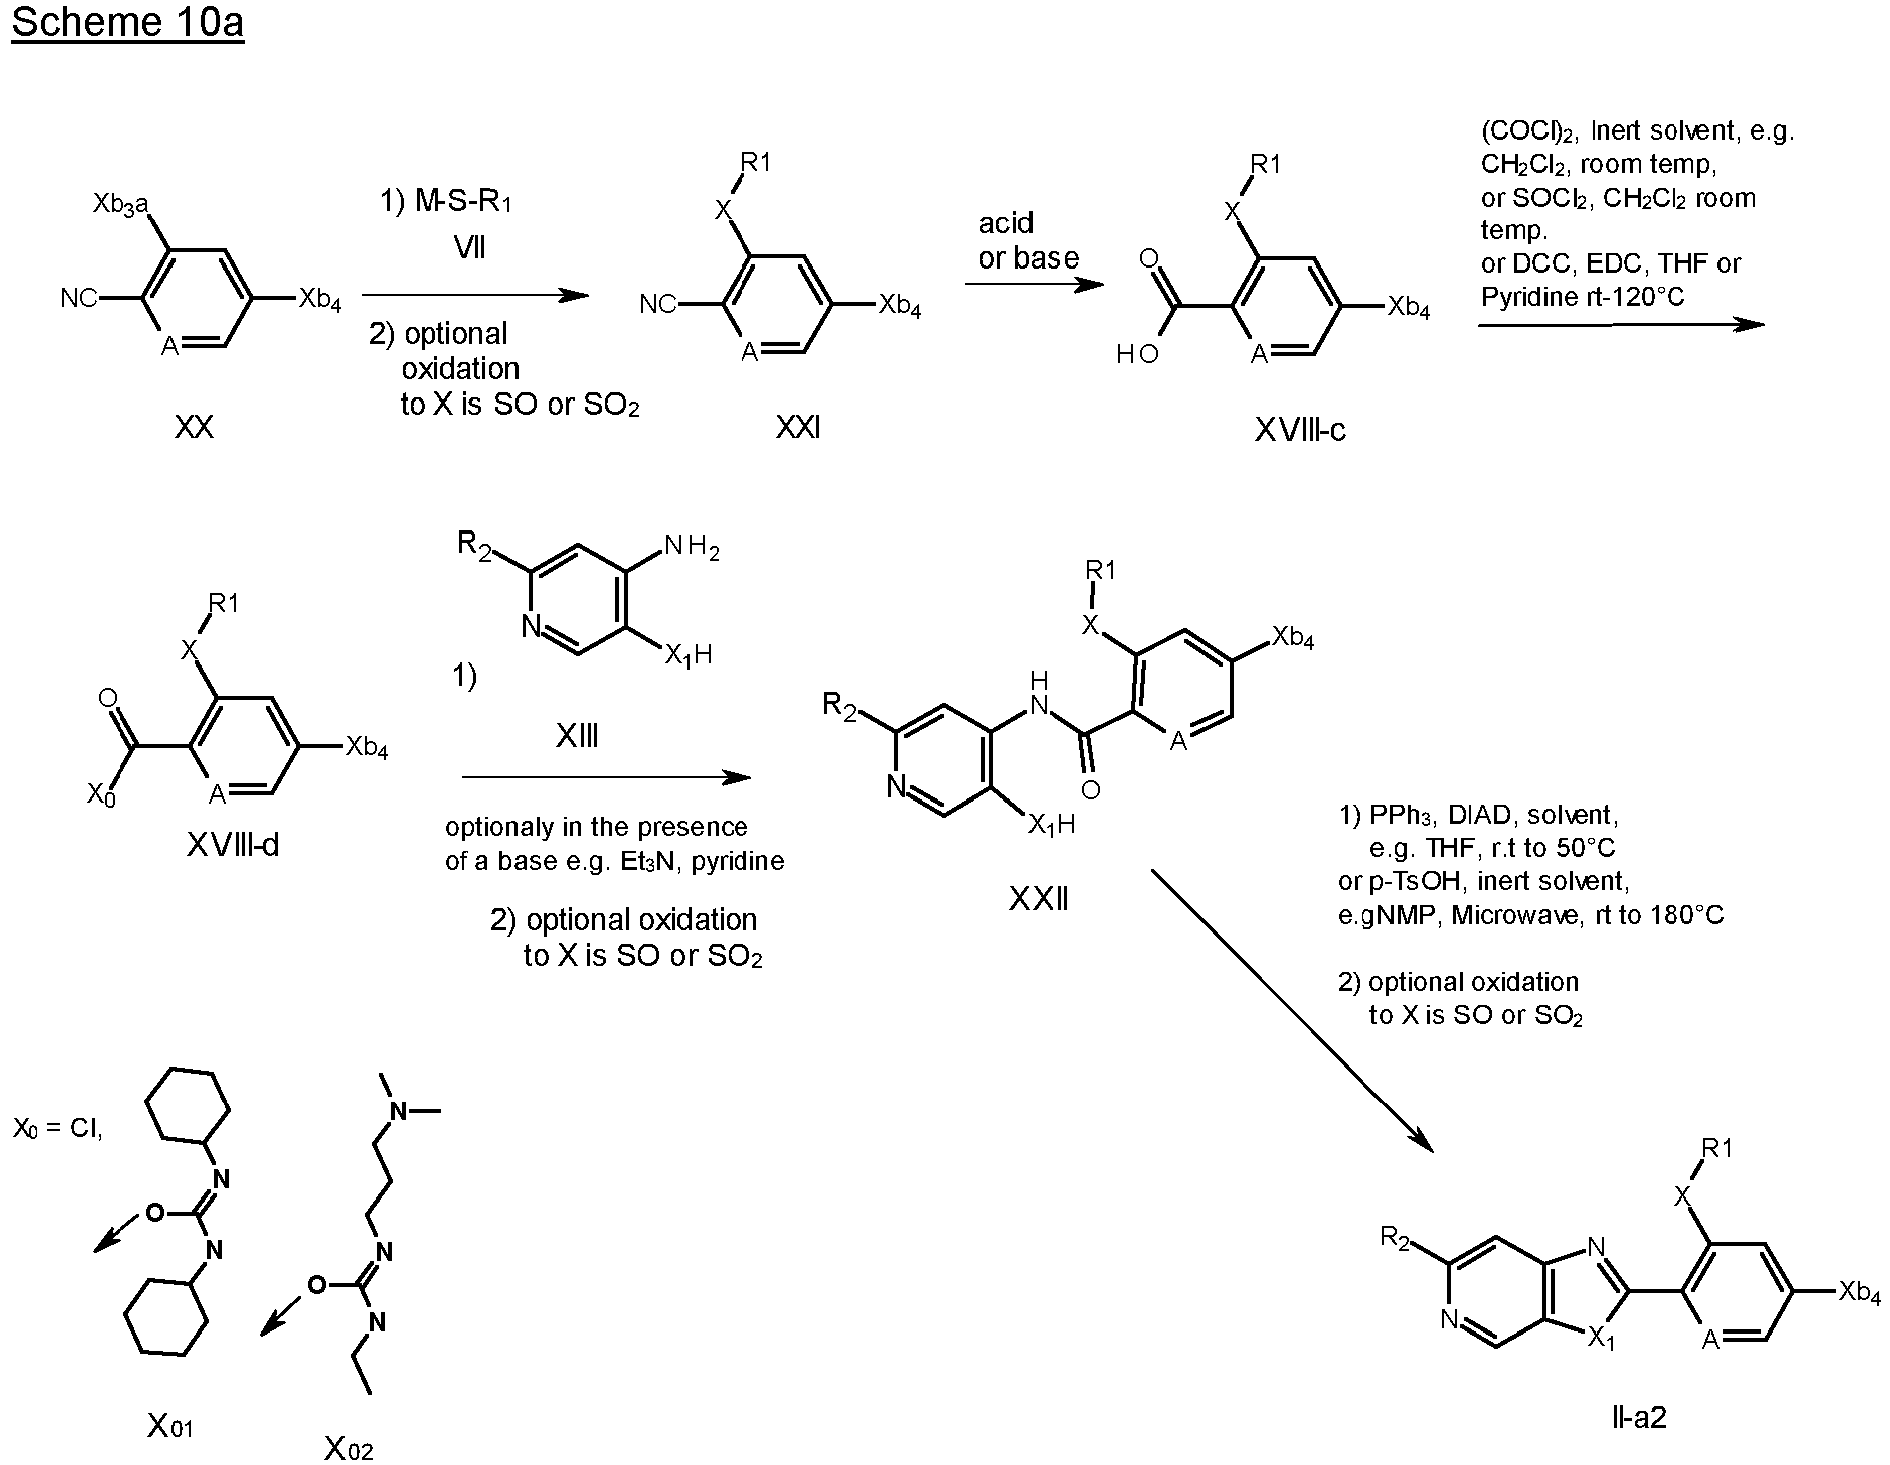 Scheme 10a
Xb3a
NC
A
Xb4
XX
1) M-S-R1
VII
2) optional
oxidation
to X is SO or SO2
R1
X
NC
A
Xb4
XXI
acid
or base
R1
X
O
HO
A
Xb4
XVIII-c
(COCl)2, Inert solvent, e.g.
CH2Cl2, room temp,
or SOCl2, CH2Cl2 room
temp.
or DCC, EDC, THF or
Pyridine rt-120°C
R1
X
O
X0
A
Xb4
XVIII-d
R2
NH2
N
X1H
1)
XIII
optionaly in the presence
of a base e.g. Et3N, pyridine
2) optional oxidation
to X is SO or SO2
R1
X
Xb4
H
N
R2
A
N
O
X1H
XXII
1) PPh3, DIAD, solvent,
e.g. THF, r.t to 50°C
or p-TsOH, inert solvent,
e.gNMP, Microwave, rt to 180°C
2) optional oxidation
to X is SO or SO2
X0 = Cl,
N
O
N
X01
N
N
O
N
X02
R1
X
R2
N
Xb4
N
X1
A
II-a2